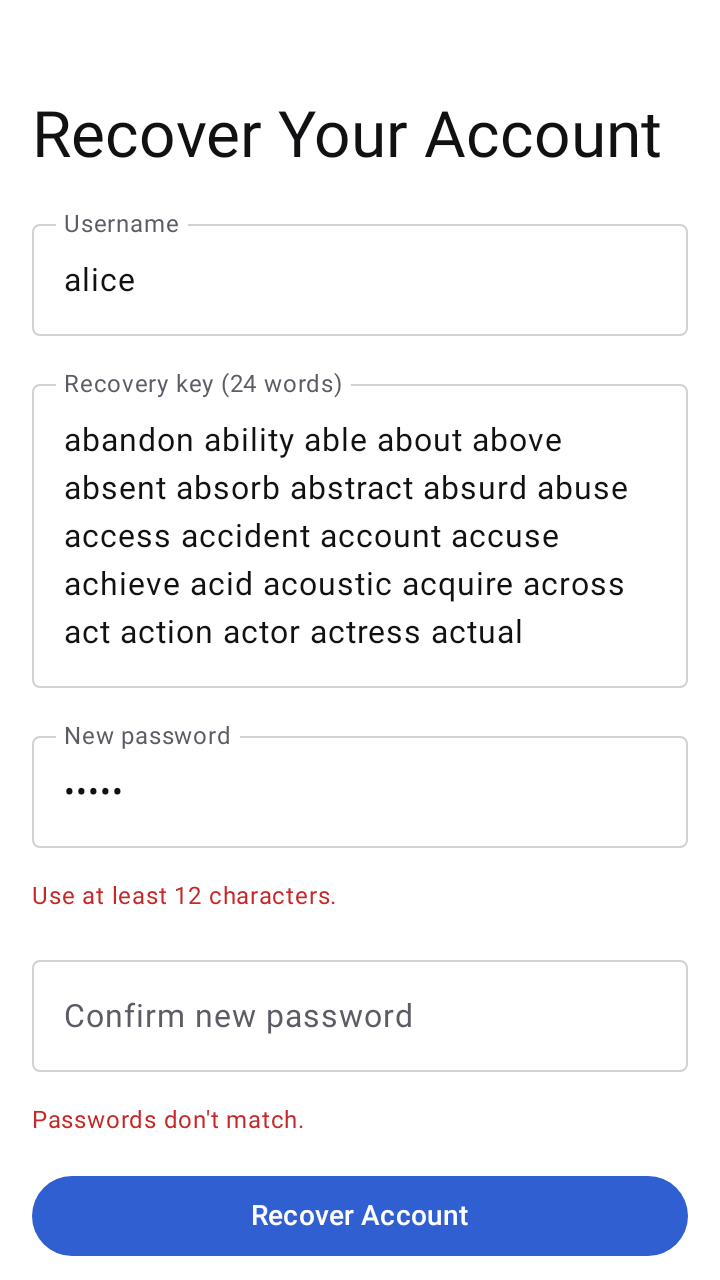 Recover Your Account
Username
alice
Recovery key (24 words)
abandon ability able about above
absent absorb abstract absurd abuse
access accident account accuse
achieve acid acoustic acquire across
act action actor actress actual
New password
•••••
Use at least 12 characters.
Confirm new password
Passwords don't match.
Recover Account